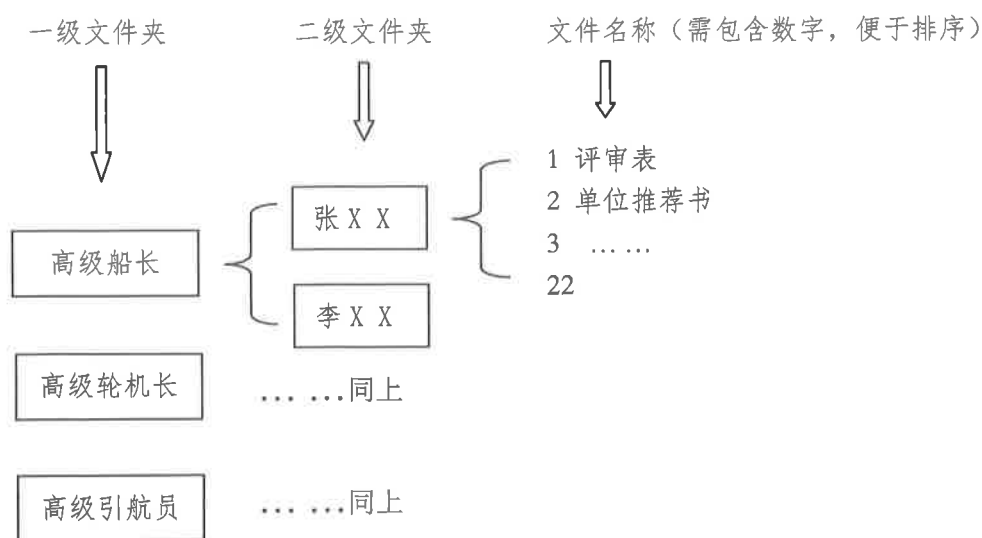 一级文件夹 二级文件夹 文件名称（需包含数字，便于排序）
1 评审表
2 单位推荐书
张ＸＸ
3 ……
高级船长
22
李ＸＸ
高级轮机长 ……同上
高级引航员 ……同上